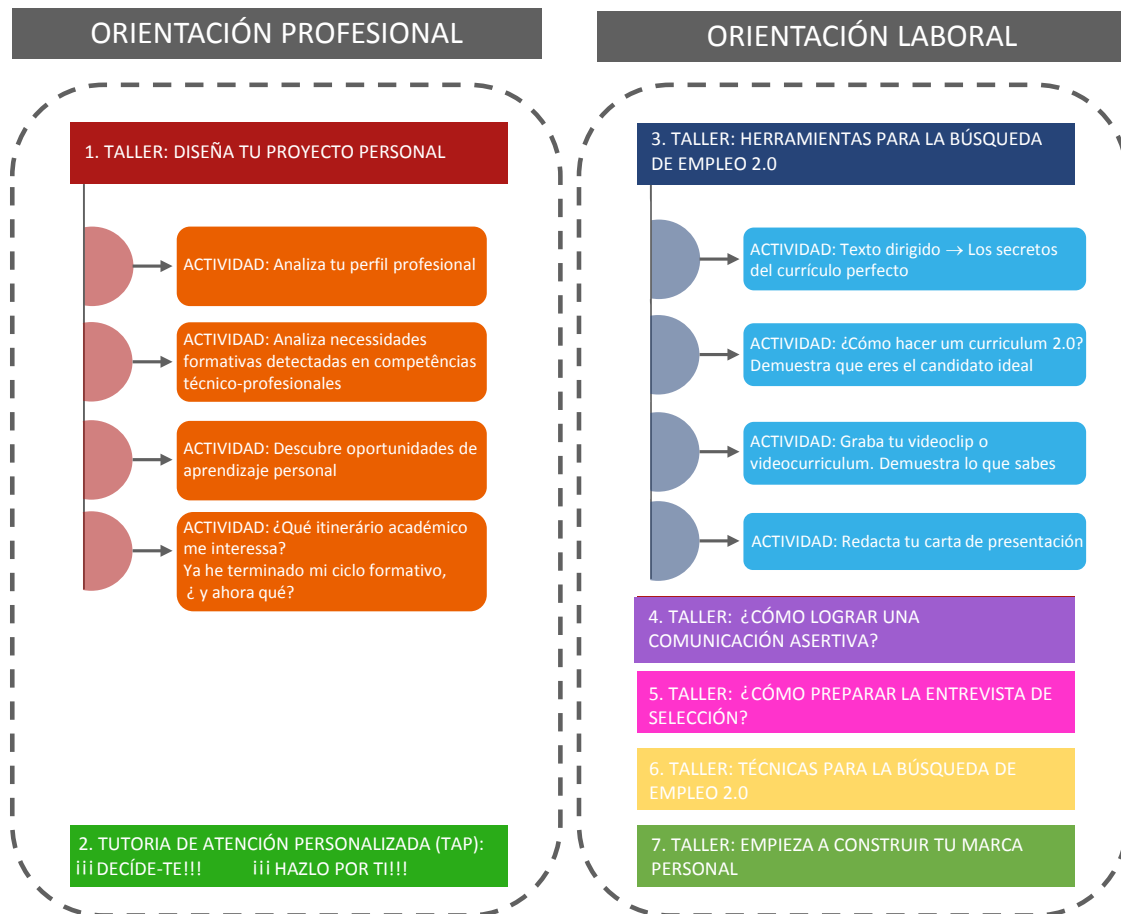 ORIENTACIÓN PROFESIONAL
1. TALLER: DISEÑA TU PROYECTO PERSONAL
ACTIVIDAD: Analiza tu perfil profesional
ACTIVIDAD: Analiza necessidades
formativas detectadas en competências
técnico-profesionales
ACTIVIDAD: Descubre oportunidades de
aprendizaje personal
ACTIVIDAD: ¿Qué itinerário académico
me interessa?
Ya he terminado mi ciclo formativo,
¿ y ahora qué?
2. TUTORIA DE ATENCIÓN PERSONALIZADA (TAP):
¡¡¡DECÍDE-TE!!! ¡¡¡HAZLO POR TI!!!
ORIENTACIÓN LABORAL
3. TALLER: HERRAMIENTAS PARA LA BÚSQUEDA
DE EMPLEO 2.0
ACTIVIDAD: Texto dirigido → Los secretos
del currículo perfecto
ACTIVIDAD: ¿Cómo hacer um curriculum 2.0?
Demuestra que eres el candidato ideal
ACTIVIDAD: Graba tu videoclip o
videocurriculum. Demuestra lo que sabes
ACTIVIDAD: Redacta tu carta de presentación
4. TALLER: ¿CÓMO LOGRAR UNA
COMUNICACIÓN ASERTIVA?
5. TALLER: ¿CÓMO PREPARAR LA ENTREVISTA DE
SELECCIÓN?
6. TALLER: TÉCNICAS PARA LA BÚSQUEDA DE
EMPLEO 2.0
7. TALLER: EMPIEZA A CONSTRUIR TU MARCA
PERSONAL